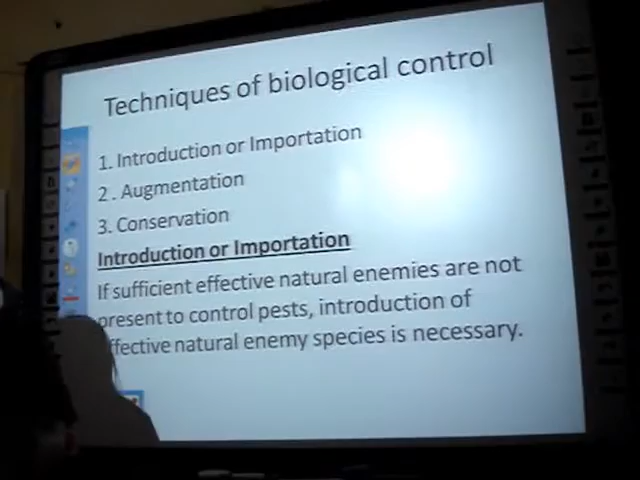 Techniques of biological control
1. Introduction or Importation
2. Augmentation
3. Conservation
Introduction or Importation
If sufficient effective natural enemies are not
present to control pests, introduction of
effective natural enemy species is necessary.